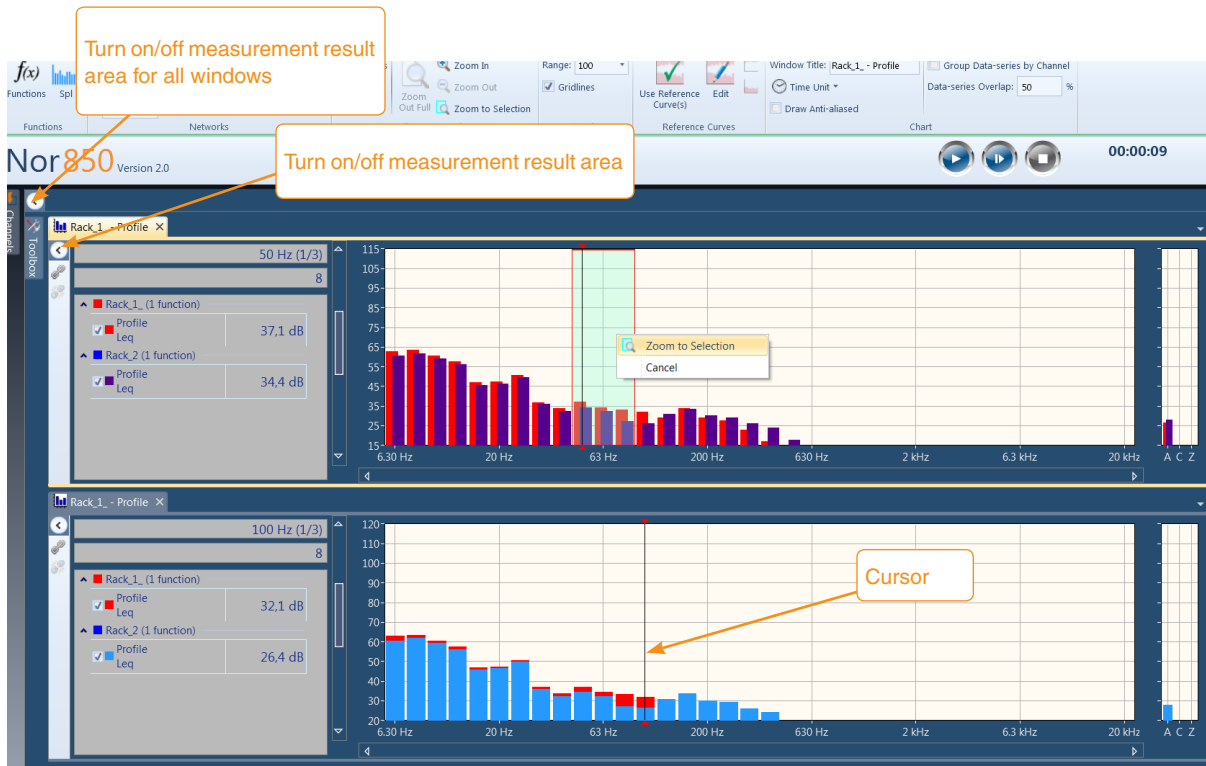 Turn on/off measurement result
area for all windows
f(x)
Functions
Spl
Functions
Networks
Zoom
Out Full
Zoom In
Zoom Out
Zoom to Selection
Range: 100
Gridlines
Use Reference
Curve(s)
Edit
Reference Curves
Window Title: Rack_1_ - Profile
Time Unit
Draw Anti-aliased
Group Data-series by Channel
Data-series Overlap: 50 %
Chart
Turn on/off measurement result area
Nor850 Version 2.0
00:00:09
Channels
Toolbox
Rack_1_ - Profile
50 Hz (1/3)
8
Rack_1_ (1 function)
Profile
Leq
37,1 dB
Rack_2 (1 function)
Profile
Leq
34,4 dB
115
105
95
85
75
65
55
45
35
25
15
6.30 Hz 20 Hz 63 Hz 200 Hz 630 Hz 2 kHz 6.3 kHz 20 kHz A C Z
Zoom to Selection
Cancel
Rack_1_ - Profile
100 Hz (1/3)
8
Rack_1_ (1 function)
Profile
Leq
32,1 dB
Rack_2 (1 function)
Profile
Leq
26,4 dB
120
110
100
90
80
70
60
50
40
30
20
6.30 Hz 20 Hz 63 Hz 200 Hz 630 Hz 2 kHz 6.3 kHz 20 kHz A C Z
Cursor